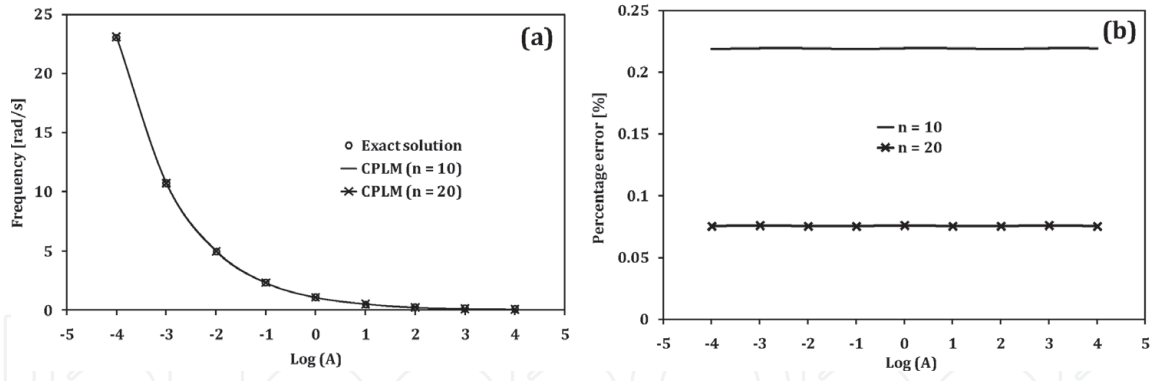 (a)
Frequency [rad/s]
25
20
15
10
5
0
Exact solution
CPLM (n = 10)
CPLM (n = 20)
-5 -4 -3 -2 -1 0 1 2 3 4 5
Log (A)
(b)
Percentage error [%]
0.25
0.2
0.15
0.1
0.05
0
n = 10
n = 20
-5 -4 -3 -2 -1 0 1 2 3 4 5
Log (A)